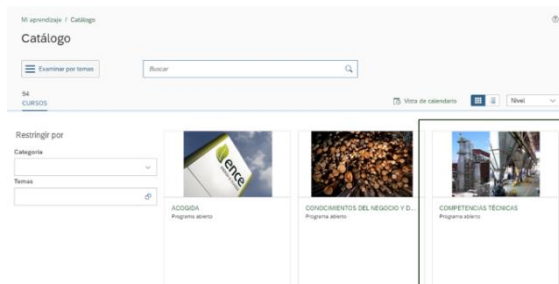 Mi aprendizaje / Catálogo
Catálogo
Examinar por temas
Buscar
94
CURSOS
Vista de calendario
Nivel
Restringir por
Categoría
Temas
ence
ACOGIDA
Programa abierto
CONOCIMIENTOS DEL NEGOCIO Y D...
Programa abierto
COMPETENCIAS TÉCNICAS
Programa abierto